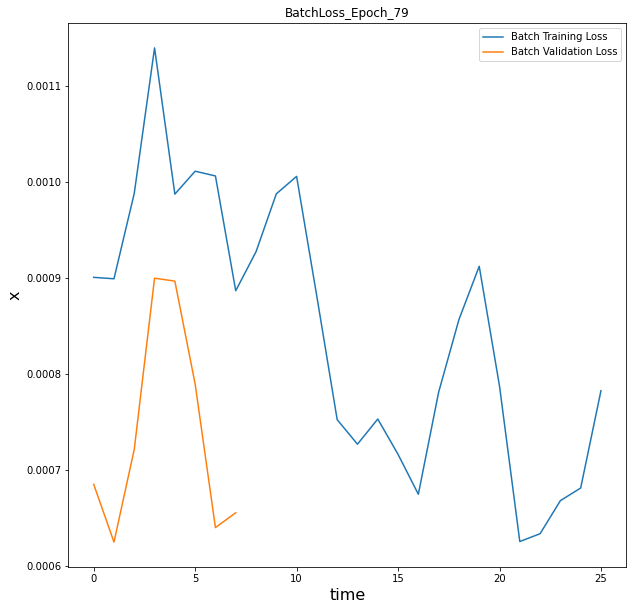 BatchLoss_Epoch_79
Batch Training Loss
Batch Validation Loss
0.0011
0.0010
0.0009
0.0008
0.0007
0.0006
x
0 5 10 15 20 25
time